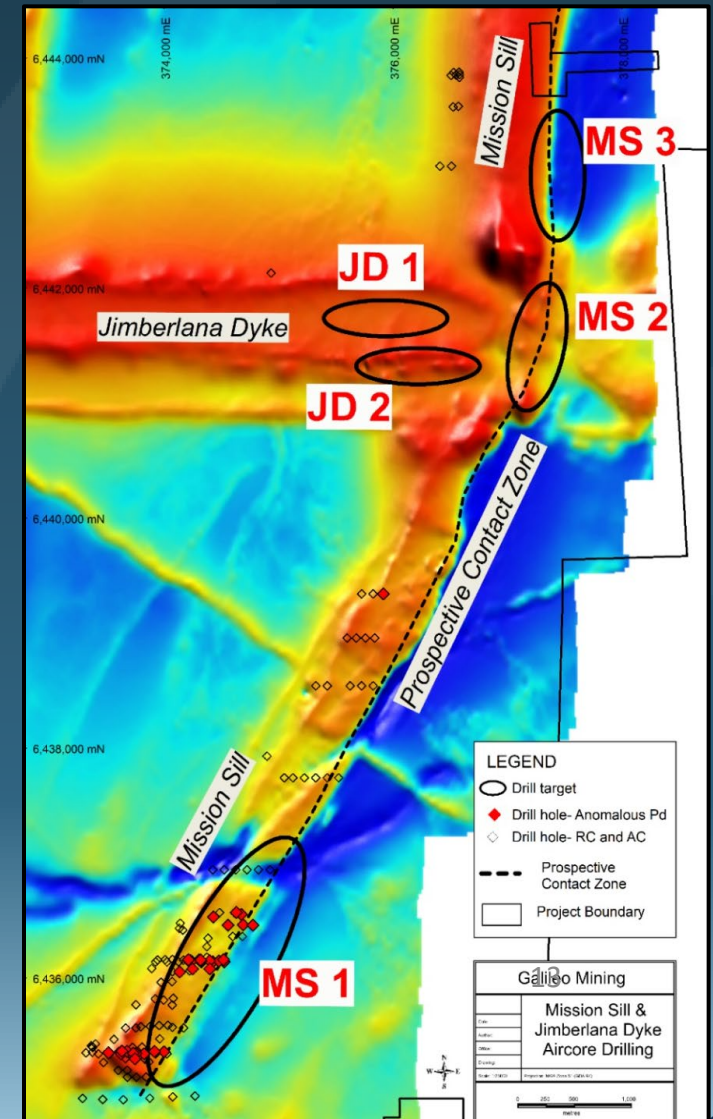 374,000 mE
376,000 mE
378,000 mE
6,444,000 mN
Mission Sill
MS 3
6,442,000 mN
JD 1
Jimberlana Dyke
MS 2
JD 2
6,440,000 mN
Prospective Contact Zone
6,438,000 mN
Mission Sill
6,436,000 mN
MS 1
LEGEND
Drill target
Drill hole- Anomalous Pd
Drill hole- RC and AC
Prospective
Contact Zone
Project Boundary
Galileo Mining
13
Mission Sill &
Jimberlana Dyke
Aircore Drilling
N
W
E
S
0 250 500 1,000
metres